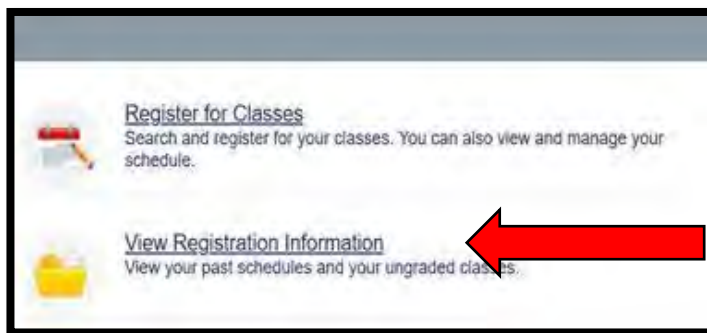 Register for Classes
Search and register for your classes. You can also view and manage your
schedule.
View Registration Information
View your past schedules and your ungraded classes.